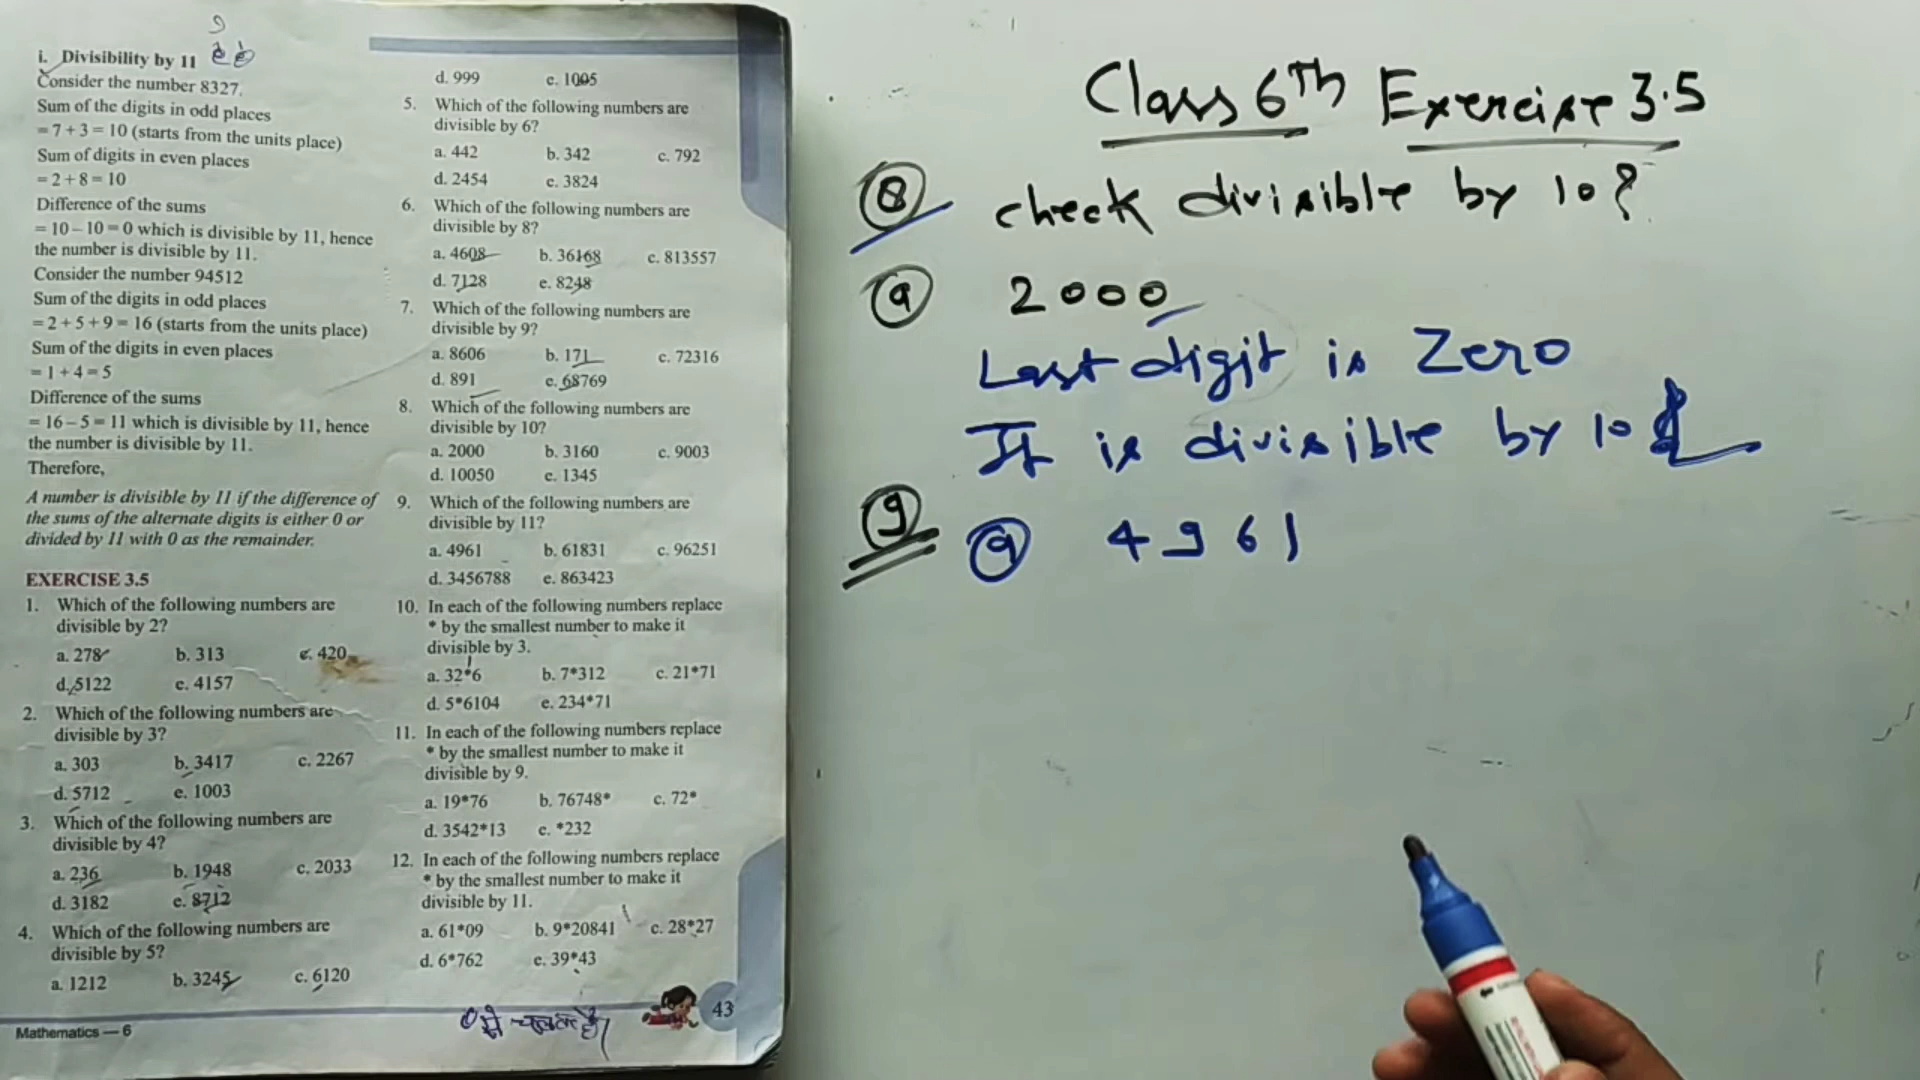 i. Divisibility by 11
Consider the number 8327.
Sum of the digits in odd places
= 7 + 3 = 10 (starts from the units place)
Sum of digits in even places
= 2 + 8 = 10
Difference of the sums
= 10 – 10 = 0 which is divisible by 11, hence
the number is divisible by 11.
Consider the number 94512
Sum of the digits in odd places
= 2 + 5 + 9 = 16 (starts from the units place)
Sum of the digits in even places
= 1 + 4 = 5
Difference of the sums
= 16 – 5 = 11 which is divisible by 11, hence
the number is divisible by 11.
Therefore,
A number is divisible by 11 if the difference of
the sums of the alternate digits is either 0 or
divided by 11 with 0 as the remainder.
EXERCISE 3.5
1. Which of the following numbers are
divisible by 2?
a. 278 b. 313 c. 420
d. 5122 e. 4157
2. Which of the following numbers are
divisible by 3?
a. 303 b. 3417 c. 2267
d. 5712 e. 1003
3. Which of the following numbers are
divisible by 4?
a. 236 b. 1948 c. 2033
d. 3182 e. 8712
4. Which of the following numbers are
divisible by 5?
a. 1212 b. 3245 c. 6120
d. 999 e. 1005
5. Which of the following numbers are
divisible by 6?
a. 442 b. 342 c. 792
d. 2454 e. 3824
6. Which of the following numbers are
divisible by 8?
a. 4608 b. 36168 c. 813557
d. 7128 e. 8248
7. Which of the following numbers are
divisible by 9?
a. 8606 b. 171 c. 72316
d. 891 e. 68769
8. Which of the following numbers are
divisible by 10?
a. 2000 b. 3160 c. 9003
d. 10050 e. 1345
9. Which of the following numbers are
divisible by 11?
a. 4961 b. 61831 c. 96251
d. 3456788 e. 863423
10. In each of the following numbers replace
* by the smallest number to make it
divisible by 3.
a. 32*6 b. 7*312 c. 21*71
d. 5*6104 e. 234*71
11. In each of the following numbers replace
* by the smallest number to make it
divisible by 9.
a. 19*76 b. 76748* c. 72*
d. 3542*13 e. *232
12. In each of the following numbers replace
* by the smallest number to make it
divisible by 11.
a. 61*09 b. 9*20841 c. 28*27
d. 6*762 e. 39*43
Mathematics — 6
43
Class 6th Exercise 3.5
8 check divisible by 10?
a 2000
Last digit is Zero
It is divisible by 10
9 a 4961